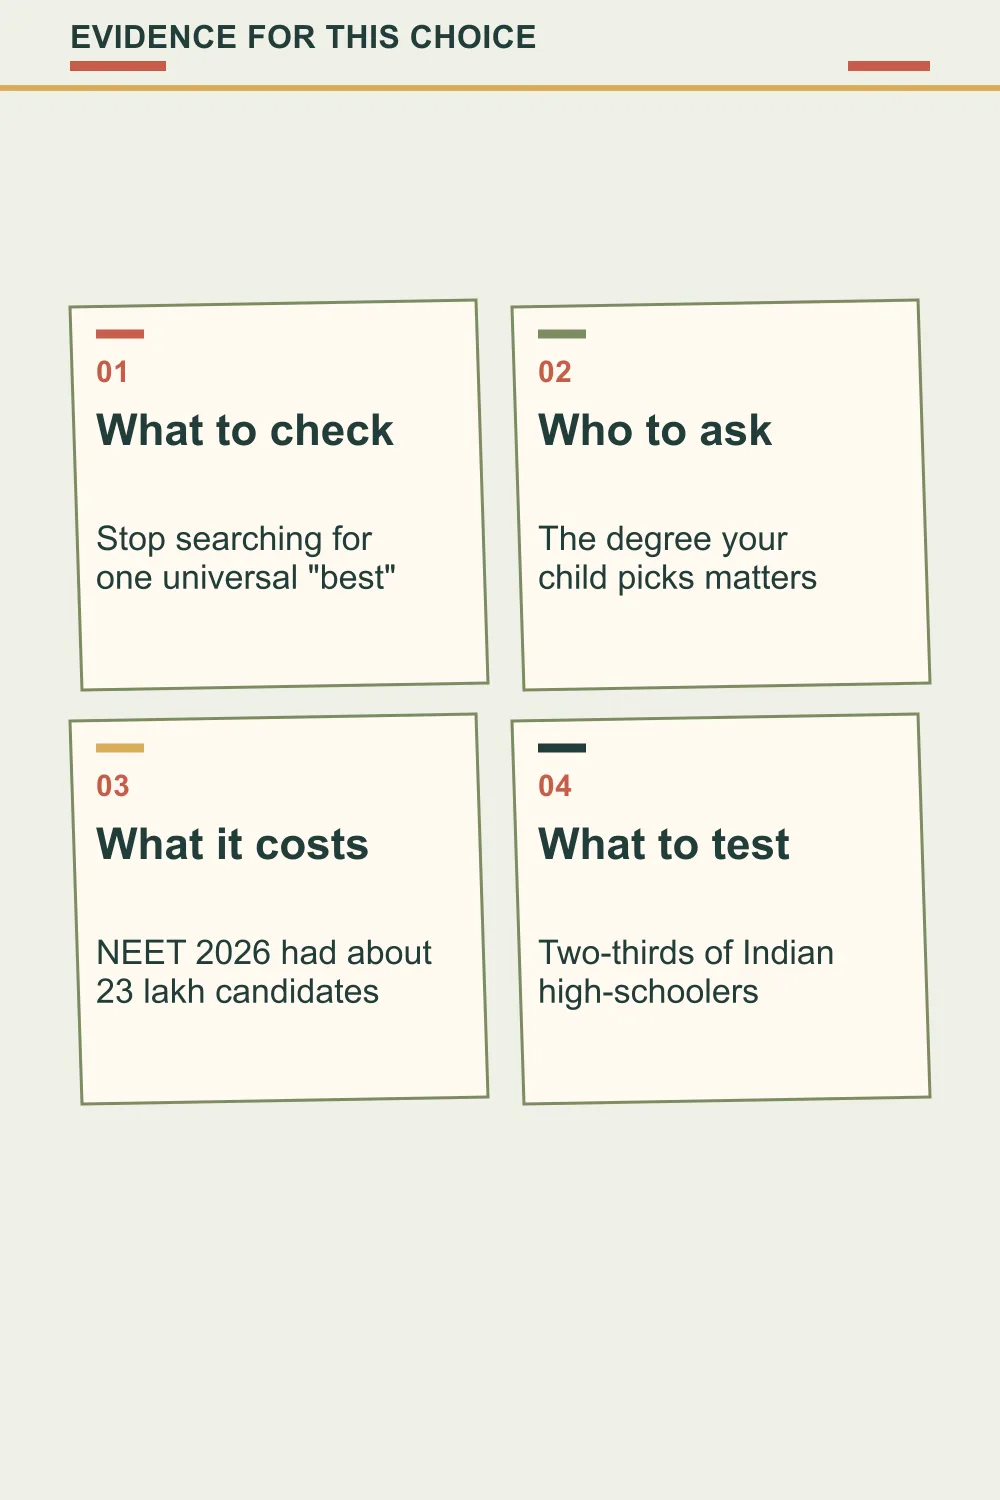 EVIDENCE FOR THIS CHOICE
01
What to check
Stop searching for
one universal "best"
02
Who to ask
The degree your
child picks matters
03
What it costs
NEET 2026 had about
23 lakh candidates
04
What to test
Two-thirds of Indian
high-schoolers